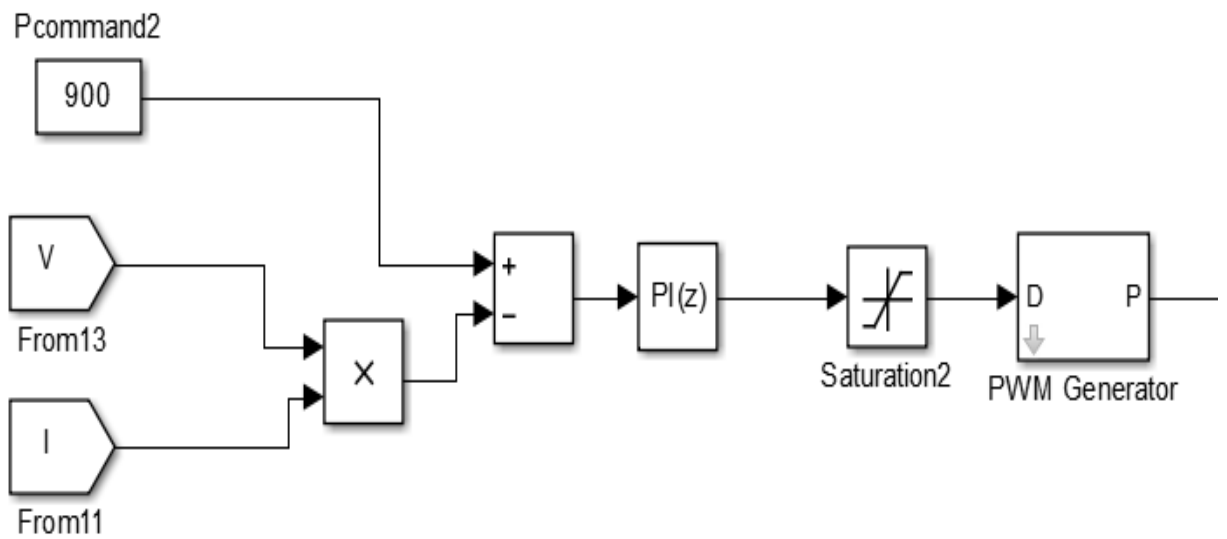 Pcommand2
900
V
From13
I
From11
X
+
−
PI(z)
Saturation2
D
P
PWM Generator